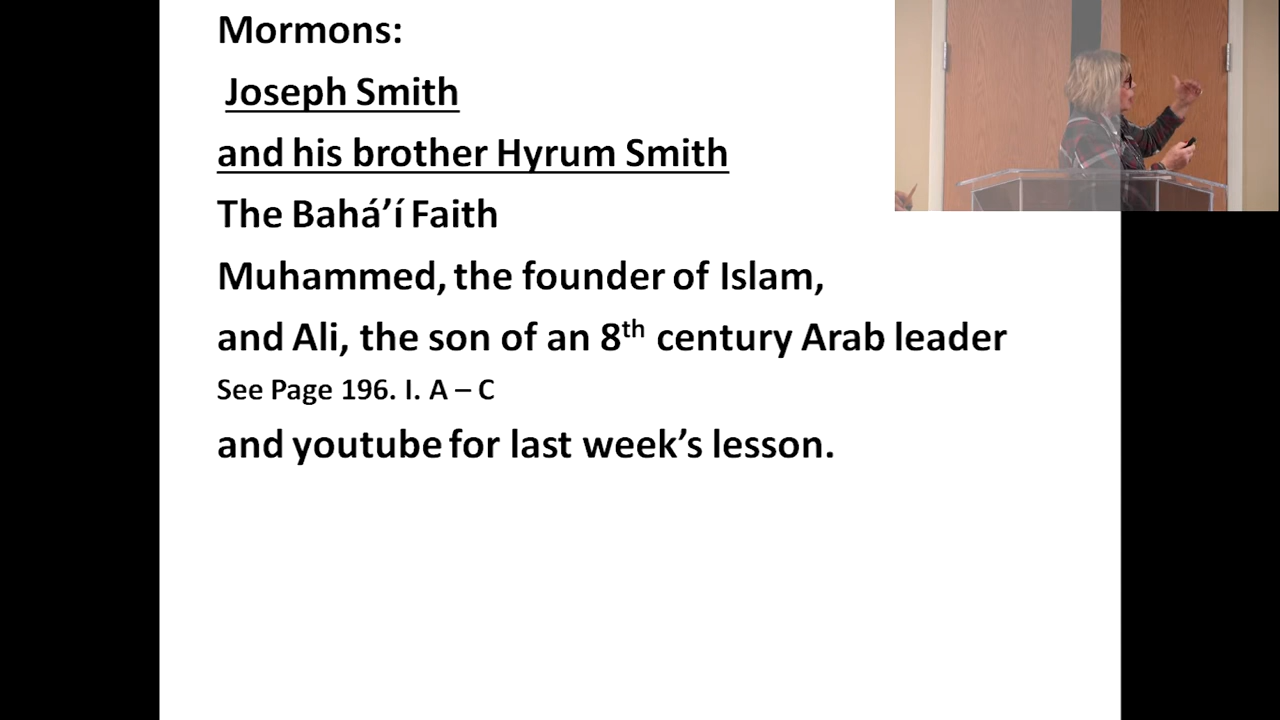 Mormons:
Joseph Smith
and his brother Hyrum Smith
The Bahá’í Faith
Muhammed, the founder of Islam,
and Ali, the son of an 8th century Arab leader
See Page 196. I. A – C
and youtube for last week’s lesson.